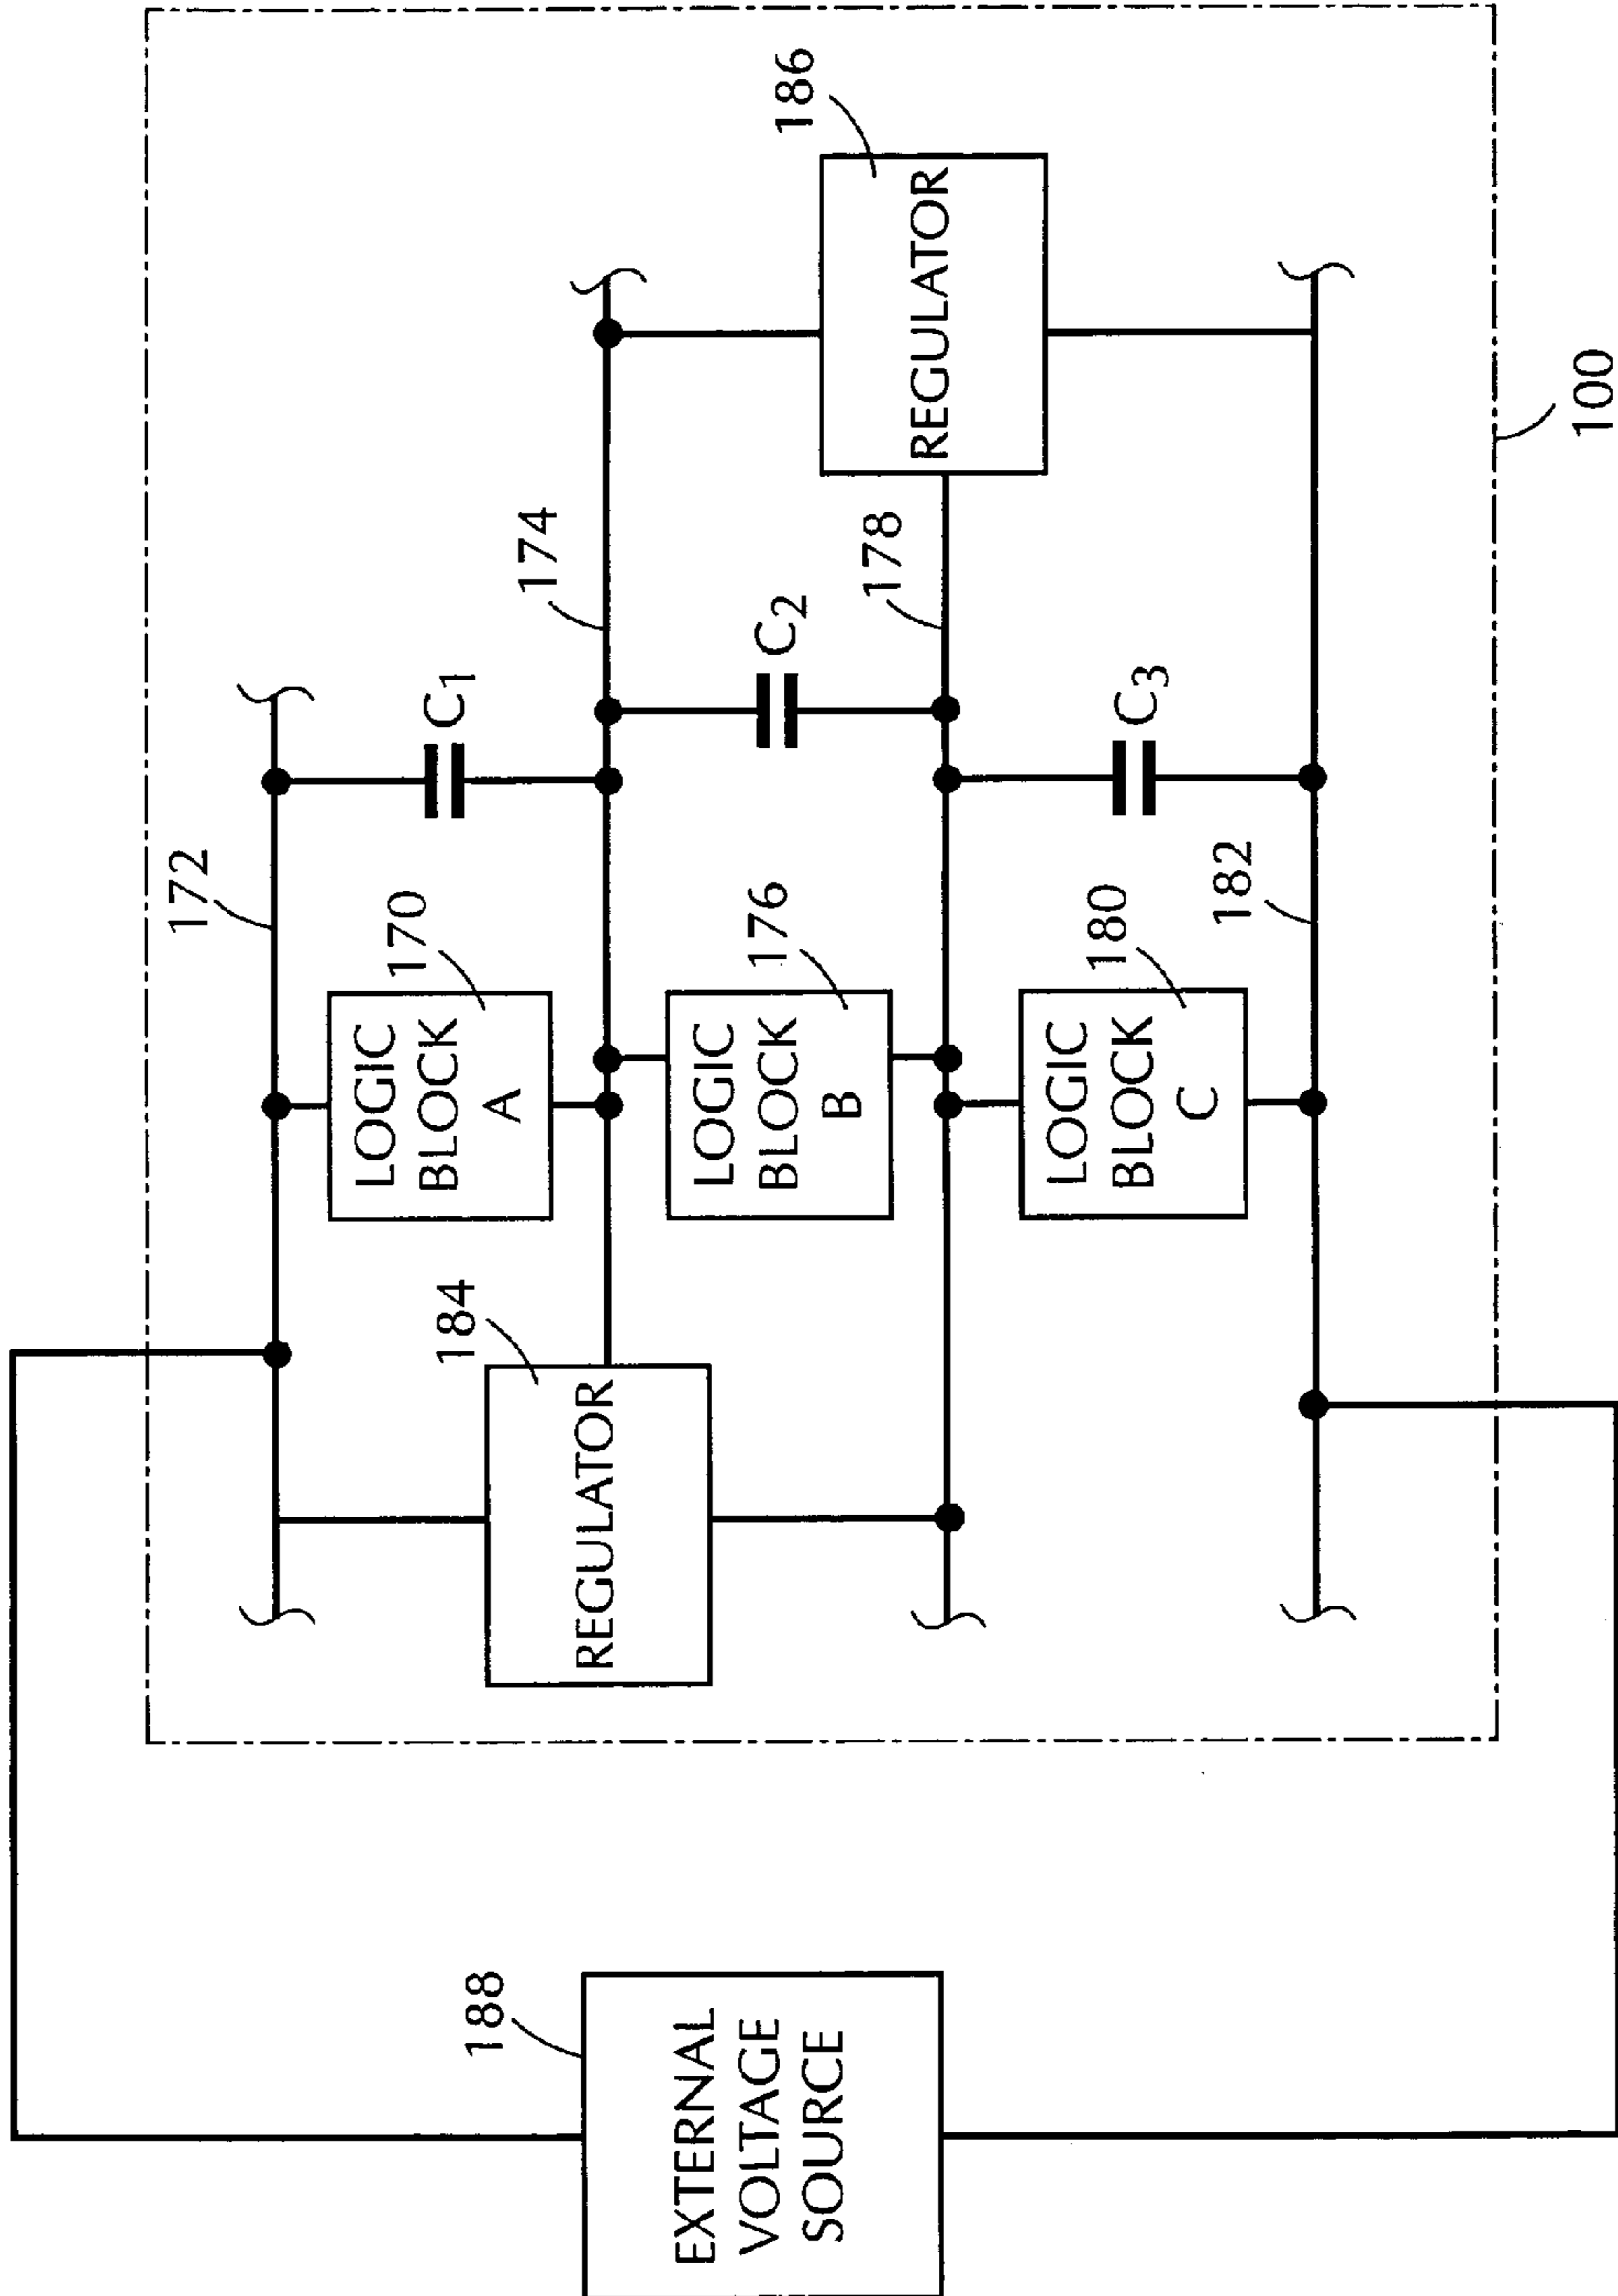 EXTERNAL
VOLTAGE
SOURCE
188
REGULATOR
184
172
LOGIC
BLOCK
A
170
C1
174
LOGIC
BLOCK
B
176
C2
178
LOGIC
BLOCK
C
180
C3
182
REGULATOR
186
100